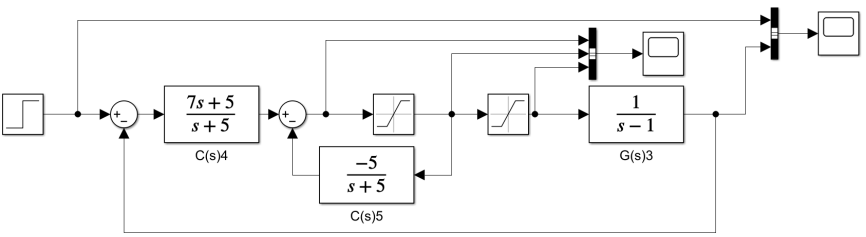 7s + 5
s + 5
C(s)4
+
−
+
−
−5
s + 5
C(s)5
1
s − 1
G(s)3